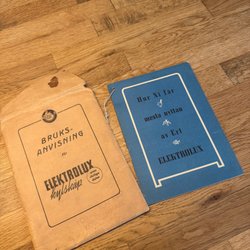 BRUKS-
ANVISNING
för
ELEKTROLUX
kylskåp
Hur Ni får
mesta nyttan
av Ert
ELEKTROLUX